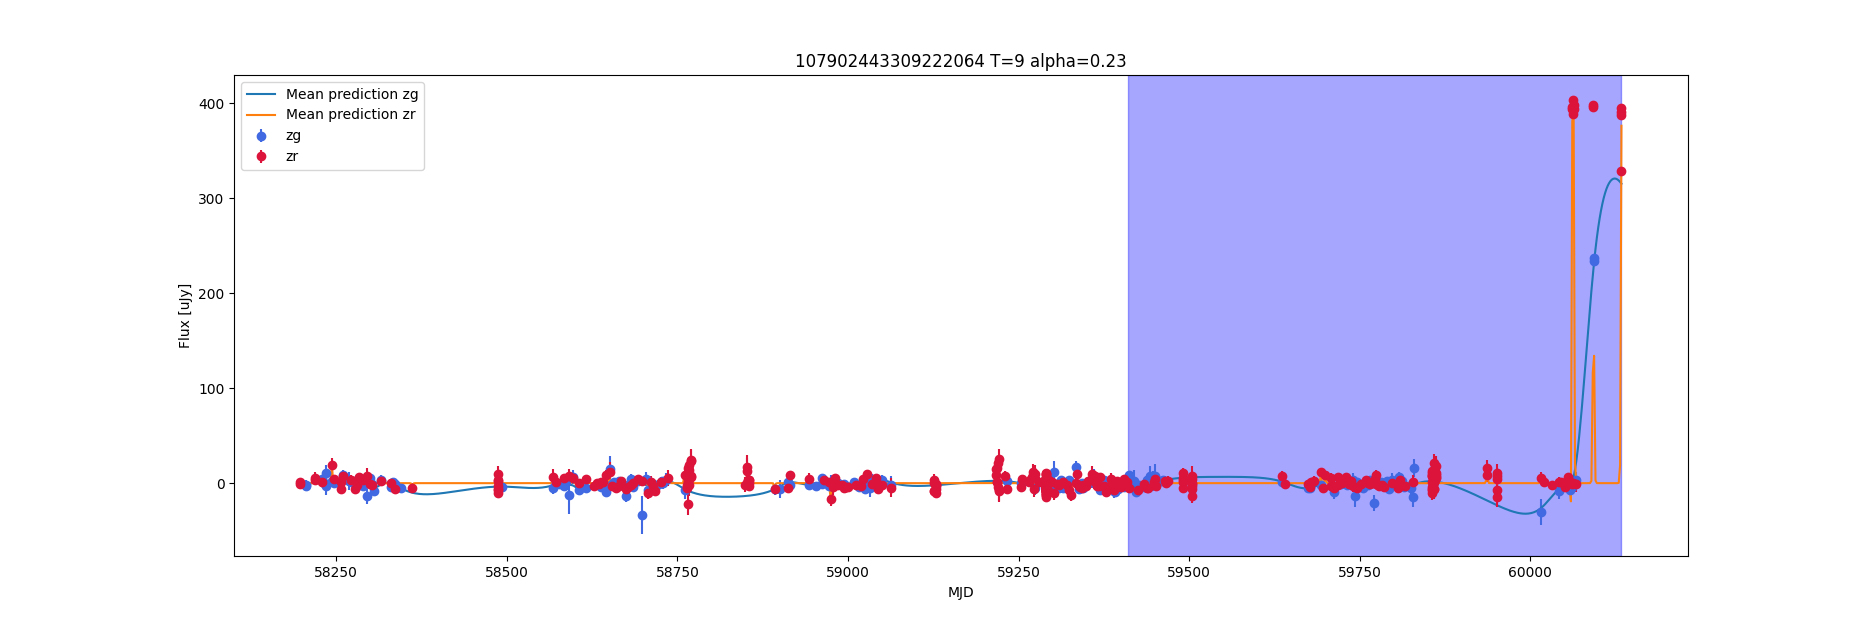 107902443309222064 T=9 alpha=0.23
Mean prediction zg
Mean prediction zr
zg
zr
400
300
200
100
0
Flux [uJy]
58250 58500 58750 59000 59250 59500 59750 60000
MJD